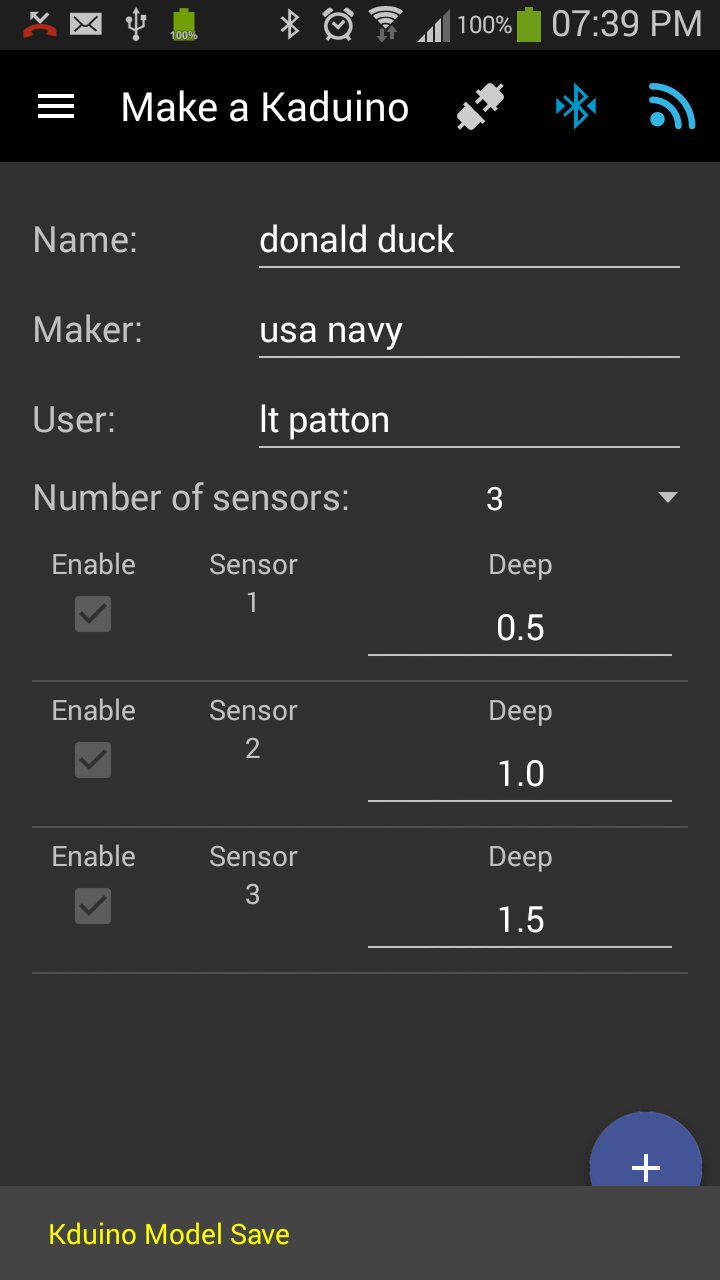 100% 100% 07:39 PM
Make a Kaduino
Name: donald duck
Maker: usa navy
User: lt patton
Number of sensors: 3
Enable Sensor Deep
1
0.5
Enable Sensor Deep
2
1.0
Enable Sensor Deep
3
1.5
+
Kduino Model Save